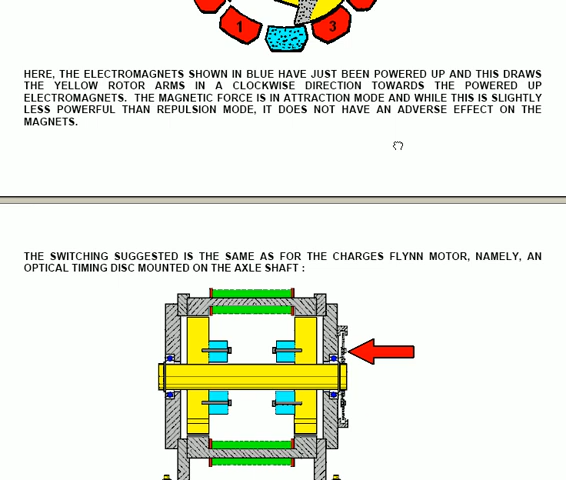 1
3
HERE, THE ELECTROMAGNETS SHOWN IN BLUE HAVE JUST BEEN POWERED UP AND THIS DRAWS
THE YELLOW ROTOR ARMS IN A CLOCKWISE DIRECTION TOWARDS THE POWERED UP
ELECTROMAGNETS. THE MAGNETIC FORCE IS IN ATTRACTION MODE AND WHILE THIS IS SLIGHTLY
LESS POWERFUL THAN REPULSION MODE, IT DOES NOT HAVE AN ADVERSE EFFECT ON THE
MAGNETS.
THE SWITCHING SUGGESTED IS THE SAME AS FOR THE CHARGES FLYNN MOTOR, NAMELY, AN
OPTICAL TIMING DISC MOUNTED ON THE AXLE SHAFT :